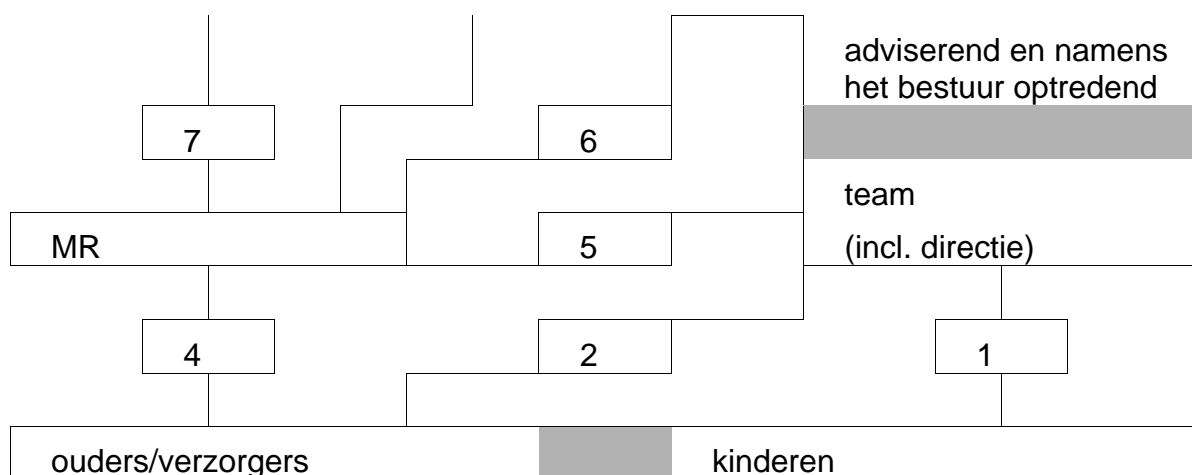 adviserend en namens
het bestuur optredend
7
6
team
MR
5
(incl. directie)
4
2
1
ouders/verzorgers
kinderen